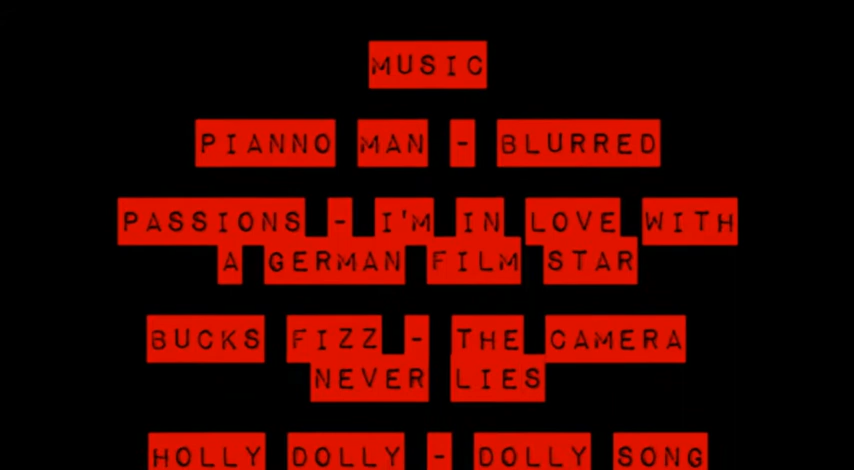 MUSIC
PIANNO MAN - BLURRED
PASSIONS - I'M IN LOVE WITH
A GERMAN FILM STAR
BUCKS FIZZ - THE CAMERA
NEVER LIES
HOLLY DOLLY - DOLLY SONG